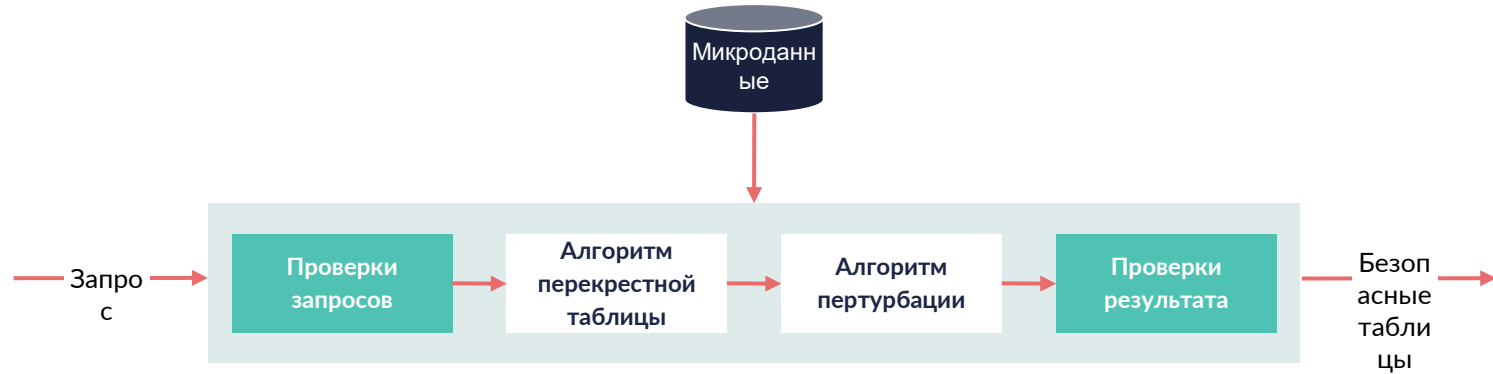 Микроданн
ые
Запро
с
Проверки
запросов
Алгоритм
перекрестной
таблицы
Алгоритм
пертурбации
Проверки
результата
Безоп
асные
табли
цы